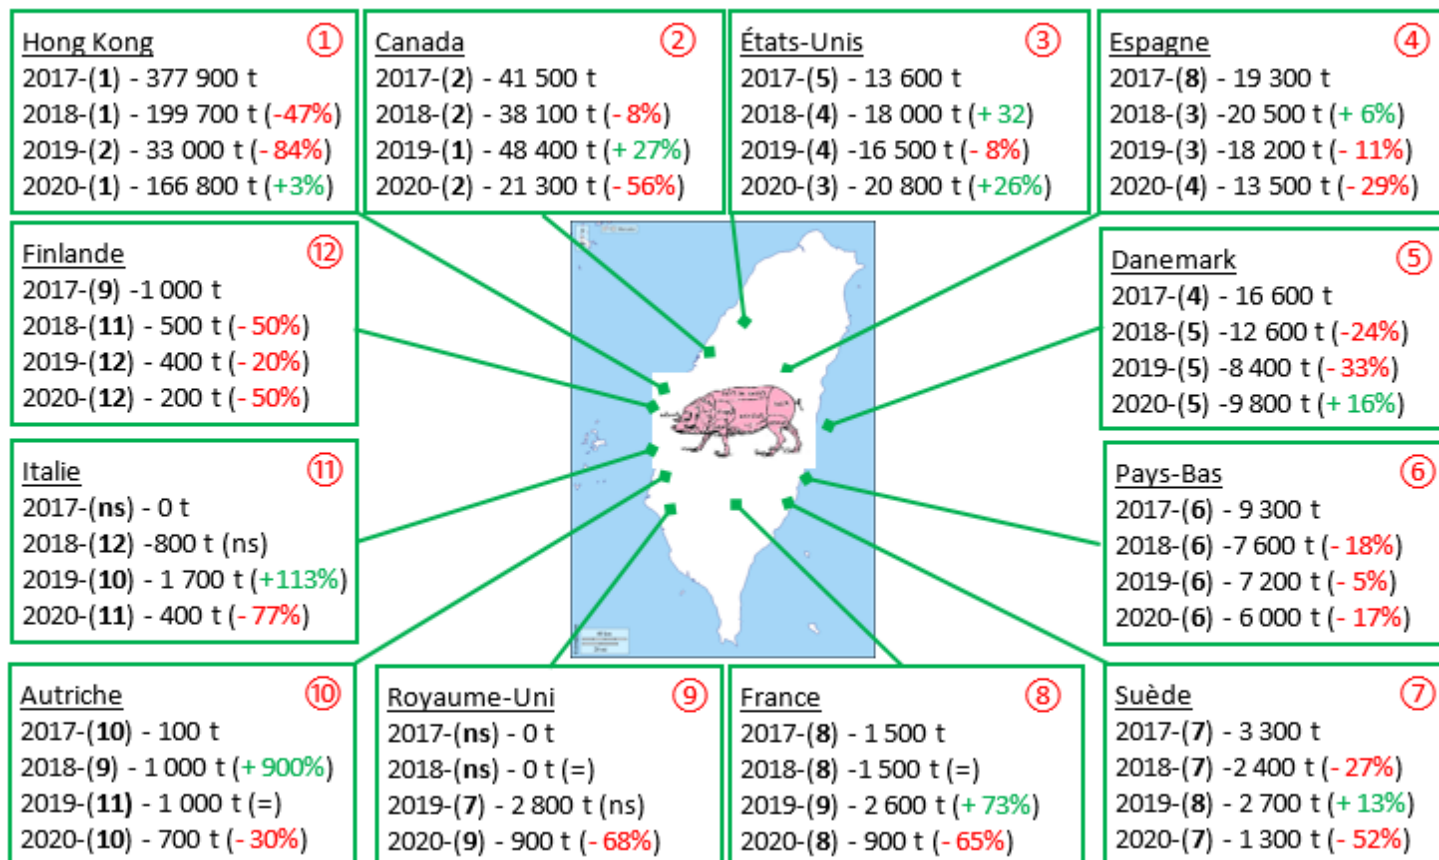 Hong Kong ①
2017-(1) - 377 900 t
2018-(1) - 199 700 t (-47%)
2019-(2) - 33 000 t (- 84%)
2020-(1) - 166 800 t (+3%)
Canada ②
2017-(2) - 41 500 t
2018-(2) - 38 100 t (- 8%)
2019-(1) - 48 400 t (+ 27%)
2020-(2) - 21 300 t (- 56%)
États-Unis ③
2017-(5) - 13 600 t
2018-(4) - 18 000 t (+ 32)
2019-(4) -16 500 t (- 8%)
2020-(3) - 20 800 t (+26%)
Espagne ④
2017-(8) - 19 300 t
2018-(3) -20 500 t (+ 6%)
2019-(3) -18 200 t (- 11%)
2020-(4) - 13 500 t (- 29%)
Finlande ⑫
2017-(9) -1 000 t
2018-(11) - 500 t (- 50%)
2019-(12) - 400 t (- 20%)
2020-(12) - 200 t (- 50%)
Danemark ⑤
2017-(4) - 16 600 t
2018-(5) -12 600 t (-24%)
2019-(5) -8 400 t (- 33%)
2020-(5) -9 800 t (+ 16%)
Italie ⑪
2017-(ns) - 0 t
2018-(12) -800 t (ns)
2019-(10) - 1 700 t (+113%)
2020-(11) - 400 t (- 77%)
Pays-Bas ⑥
2017-(6) - 9 300 t
2018-(6) -7 600 t (- 18%)
2019-(6) - 7 200 t (- 5%)
2020-(6) - 6 000 t (- 17%)
Autriche ⑩
2017-(10) - 100 t
2018-(9) - 1 000 t (+ 900%)
2019-(11) - 1 000 t (=)
2020-(10) - 700 t (- 30%)
Royaume-Uni ⑨
2017-(ns) - 0 t
2018-(ns) - 0 t (=)
2019-(7) - 2 800 t (ns)
2020-(9) - 900 t (- 68%)
France ⑧
2017-(8) - 1 500 t
2018-(8) -1 500 t (=)
2019-(9) - 2 600 t (+ 73%)
2020-(8) - 900 t (- 65%)
Suède ⑦
2017-(7) - 3 300 t
2018-(7) -2 400 t (- 27%)
2019-(8) - 2 700 t (+ 13%)
2020-(7) - 1 300 t (- 52%)